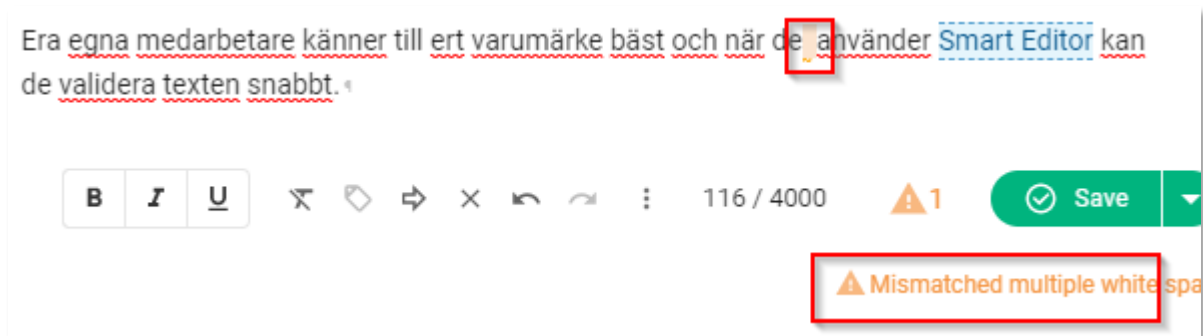 Era egna medarbetare känner till ert varumärke bäst och när de  använder Smart Editor kan
de validera texten snabbt.
B I U 116 / 4000 1 Save
Mismatched multiple white spa